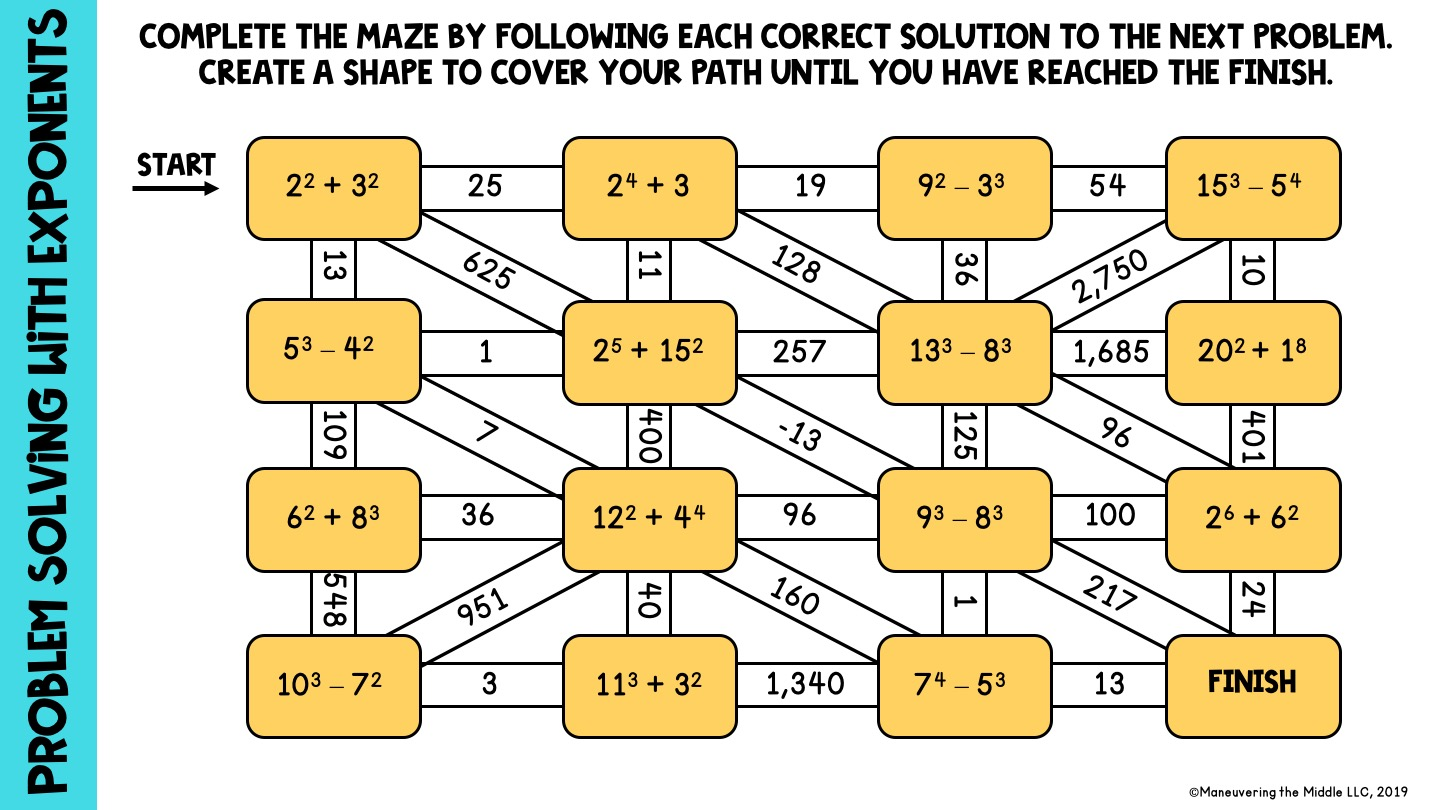 PROBLEM SOLVING WITH EXPONENTS
COMPLETE THE MAZE BY FOLLOWING EACH CORRECT SOLUTION TO THE NEXT PROBLEM.
CREATE A SHAPE TO COVER YOUR PATH UNTIL YOU HAVE REACHED THE FINISH.
START
2² + 3² 25 2⁴ + 3 19 9² – 3³ 54 15³ – 5⁴
13 625 11 128 36 2,750 10
5³ – 4² 1 2⁵ + 15² 257 13³ – 8³ 1,685 20² + 1⁸
109 7 400 -13 125 96 401
6² + 8³ 36 12² + 4⁴ 96 9³ – 8³ 100 2⁶ + 6²
548 951 40 160 1 217 24
10³ – 7² 3 11³ + 3² 1,340 7⁴ – 5³ 13 FINISH
©Maneuvering the Middle LLC, 2019